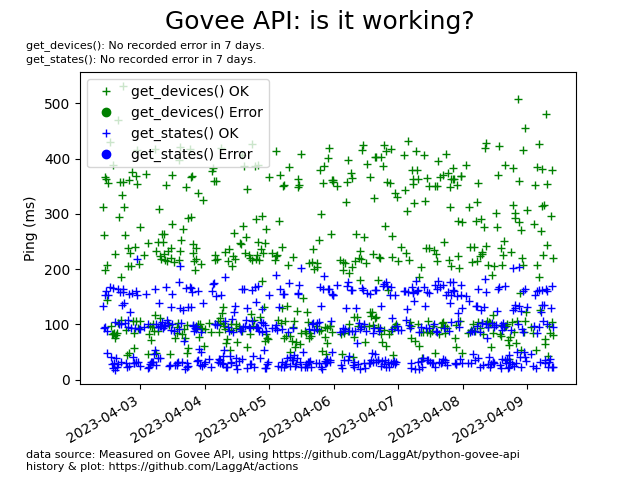 Govee API: is it working?
get_devices(): No recorded error in 7 days.
get_states(): No recorded error in 7 days.
get_devices() OK
get_devices() Error
get_states() OK
get_states() Error
500
400
300
200
100
0
Ping (ms)
2023-04-03
2023-04-04
2023-04-05
2023-04-06
2023-04-07
2023-04-08
2023-04-09
data source: Measured on Govee API, using https://github.com/LaggAt/python-govee-api
history & plot: https://github.com/LaggAt/actions